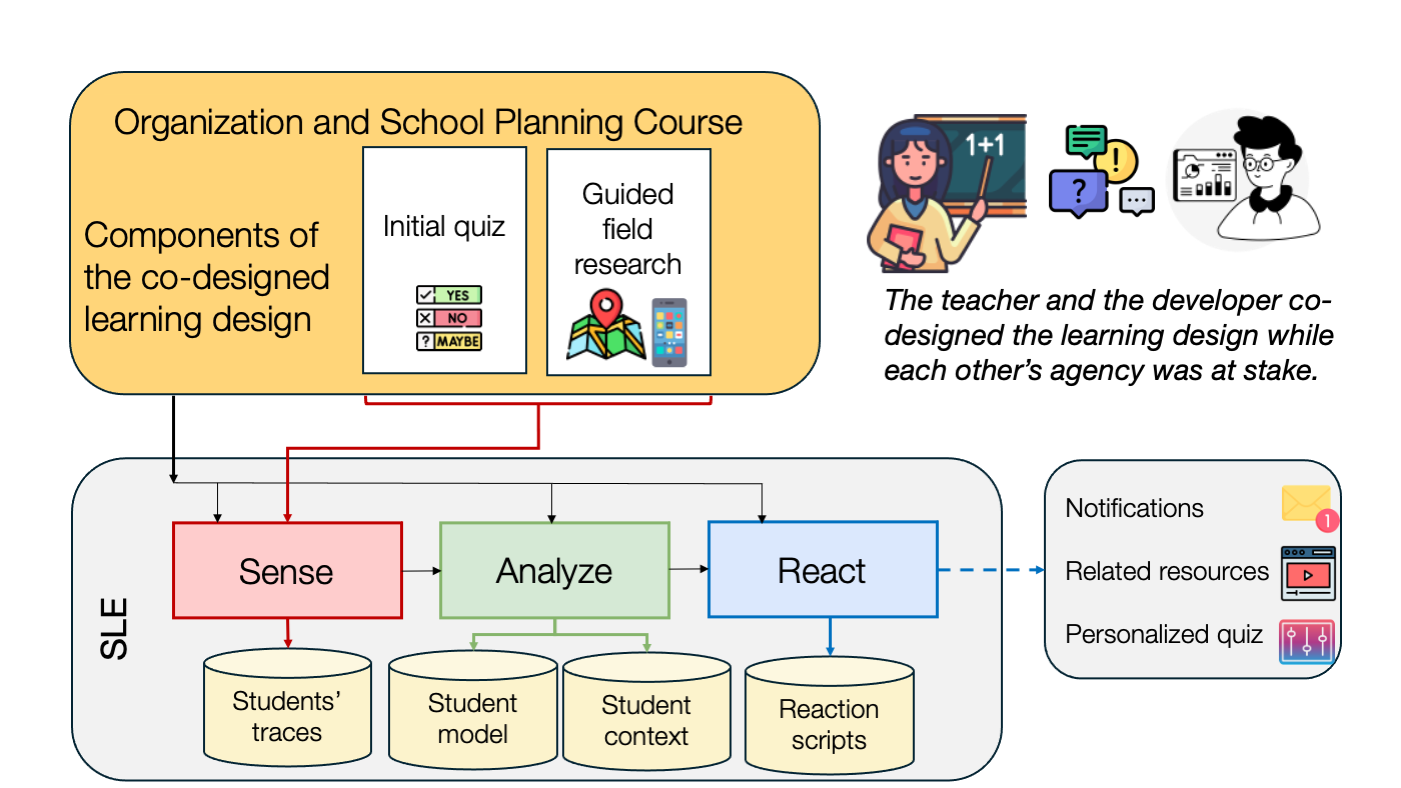 Organization and School Planning Course
Components of
the co-designed
learning design
Initial quiz
YES
NO
? MAYBE
Guided
field
research
1+1
!
?
...
The teacher and the developer co-
designed the learning design while
each other's agency was at stake.
SLE
Sense
Analyze
React
Students'
traces
Student
model
Student
context
Reaction
scripts
Notifications
1
Related resources
Personalized quiz